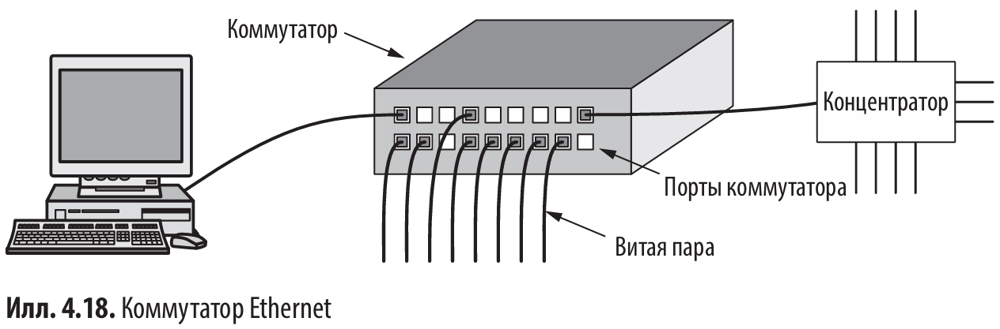 Коммутатор
Концентратор
Порты коммутатора
Витая пара
Илл. 4.18. Коммутатор Ethernet